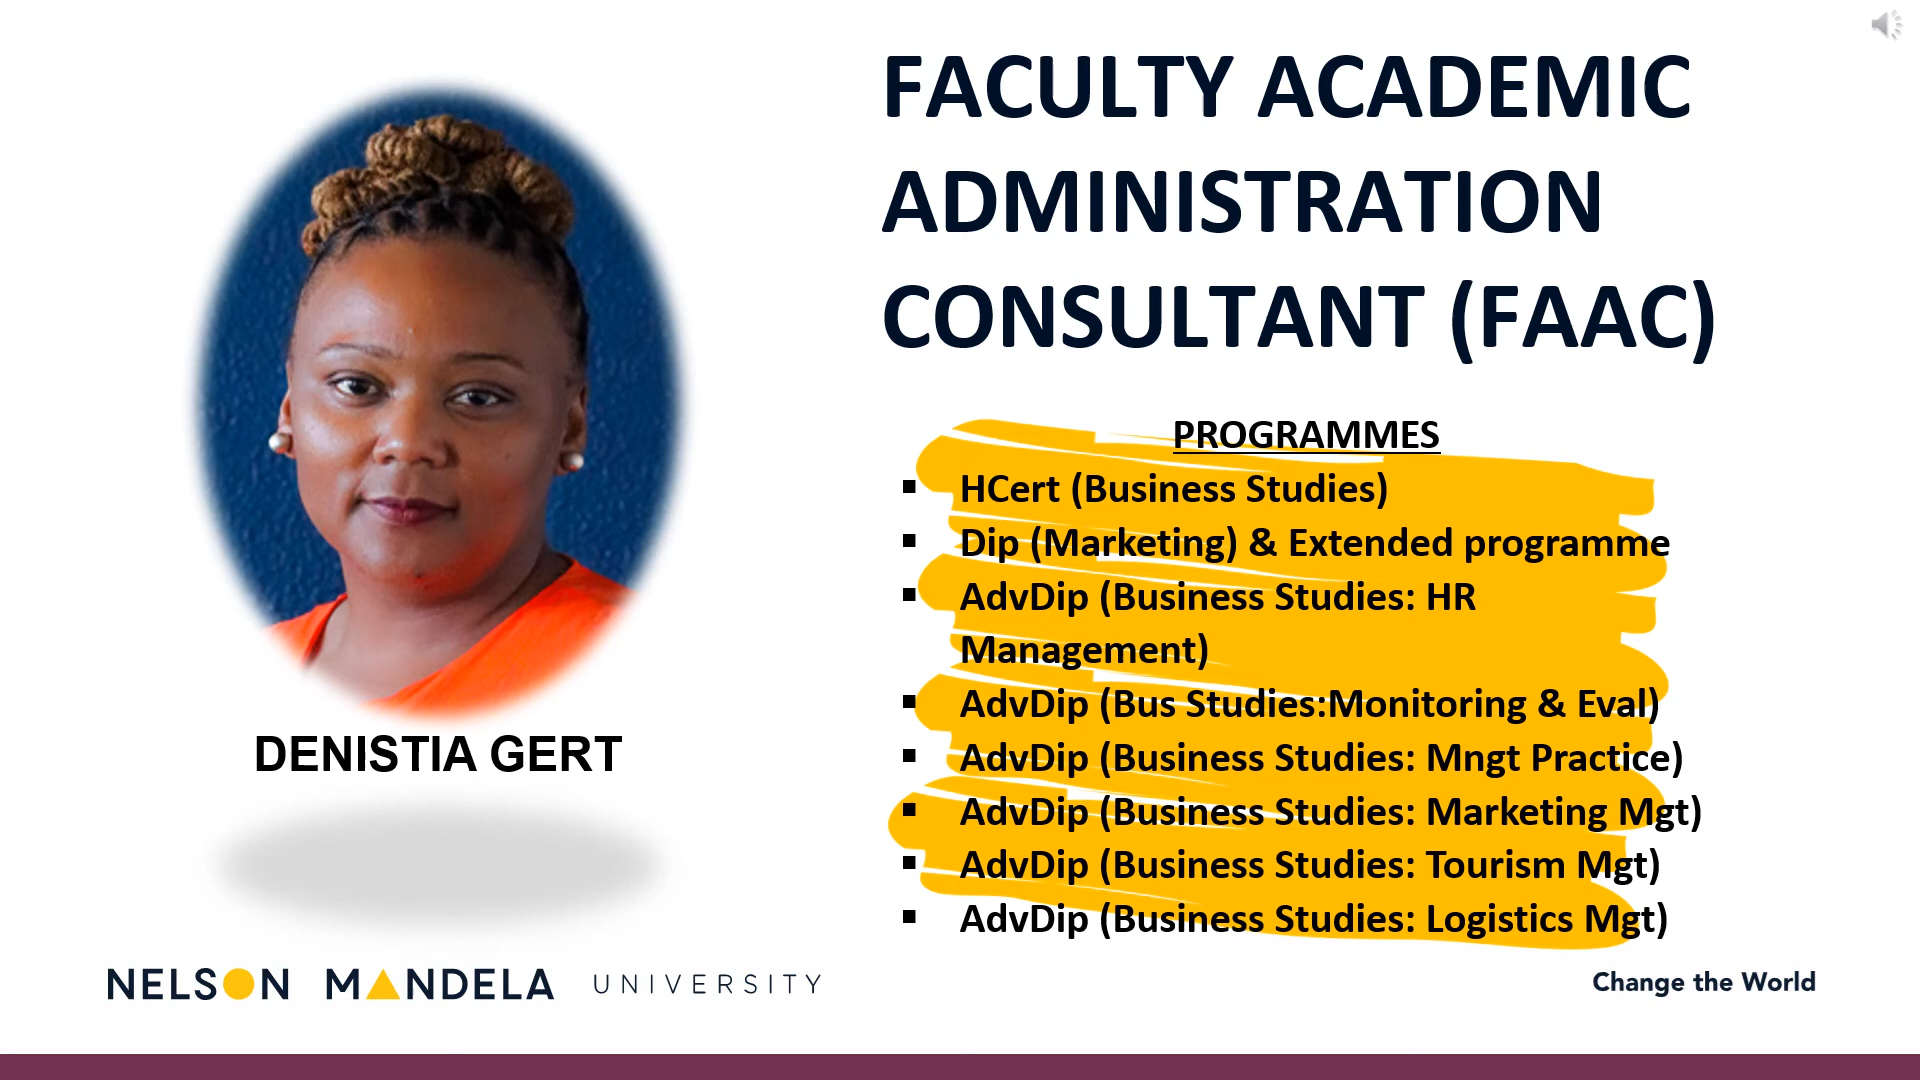 FACULTY ACADEMIC
ADMINISTRATION
CONSULTANT (FAAC)
PROGRAMMES
▪ HCert (Business Studies)
▪ Dip (Marketing) & Extended programme
▪ AdvDip (Business Studies: HR
Management)
▪ AdvDip (Bus Studies:Monitoring & Eval)
▪ AdvDip (Business Studies: Mngt Practice)
▪ AdvDip (Business Studies: Marketing Mgt)
▪ AdvDip (Business Studies: Tourism Mgt)
▪ AdvDip (Business Studies: Logistics Mgt)
DENISTIA GERT
NELSON MANDELA UNIVERSITY
Change the World